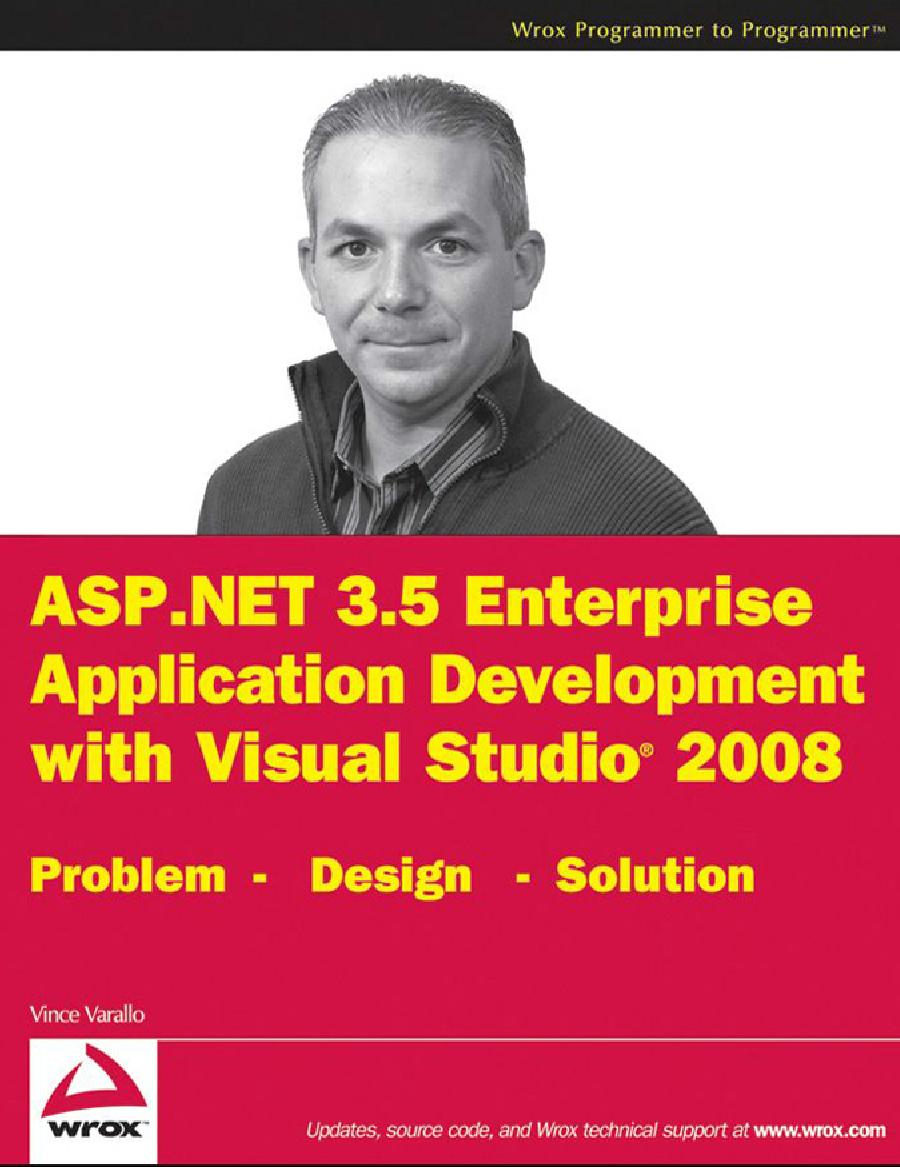 Wrox Programmer to Programmer™
ASP.NET 3.5 Enterprise
Application Development
with Visual Studio® 2008
Problem - Design - Solution
Vince Varallo
wrox™
Updates, source code, and Wrox technical support at www.wrox.com